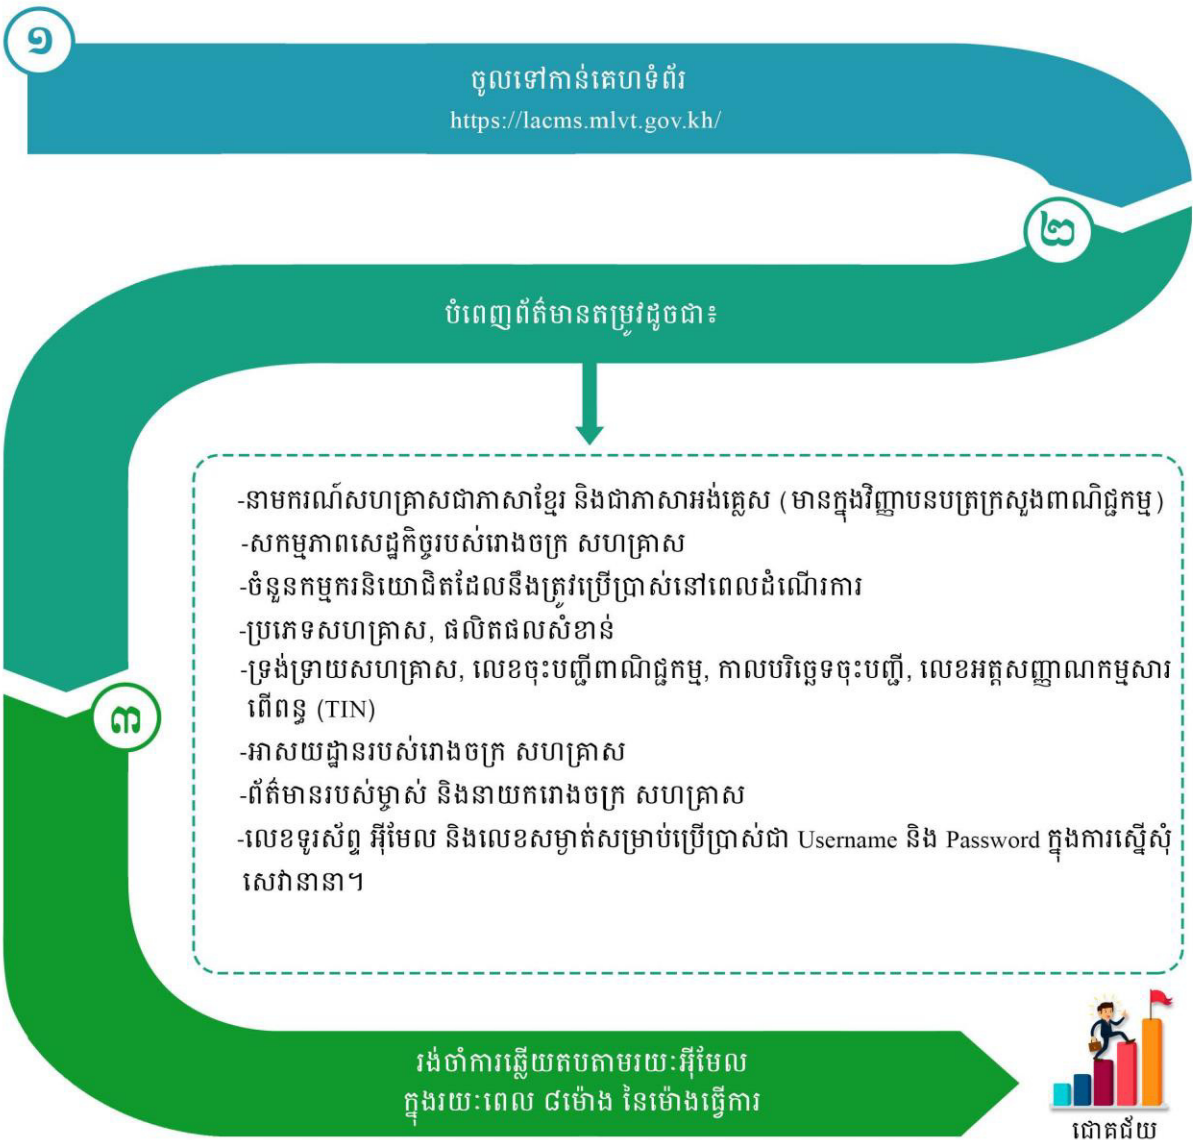 ១
ចូលទៅកាន់គេហទំព័រ
https://lacms.mlvt.gov.kh/
២
បំពេញព័ត៌មានតម្រូវដូចជា៖
-នាមករណ៍សហគ្រាសជាភាសាខ្មែរ និងជាភាសាអង់គ្លេស (មានក្នុងវិញ្ញាបនបត្រក្រសួងពាណិជ្ជកម្ម)
-សកម្មភាពសេដ្ឋកិច្ចរបស់រោងចក្រ សហគ្រាស
-ចំនួនកម្មករនិយោជិតដែលនឹងត្រូវប្រើប្រាស់នៅពេលដំណើរការ
-ប្រភេទសហគ្រាស, ផលិតផលសំខាន់
-ទ្រង់ទ្រាយសហគ្រាស, លេខចុះបញ្ជីពាណិជ្ជកម្ម, កាលបរិច្ឆេទចុះបញ្ជី, លេខអត្តសញ្ញាណកម្មសារ
ពើពន្ធ (TIN)
-អាសយដ្ឋានរបស់រោងចក្រ សហគ្រាស
-ព័ត៌មានរបស់ម្ចាស់ និងនាយករោងចក្រ សហគ្រាស
-លេខទូរស័ព្ទ អ៊ីមែល និងលេខសម្ងាត់សម្រាប់ប្រើប្រាស់ជា Username និង Password ក្នុងការស្នើសុំ
សេវានានា។
៣
រង់ចាំការឆ្លើយតបតាមរយៈអ៊ីមែល
ក្នុងរយៈពេល ៨ម៉ោង នៃម៉ោងធ្វើការ
ជោគជ័យ